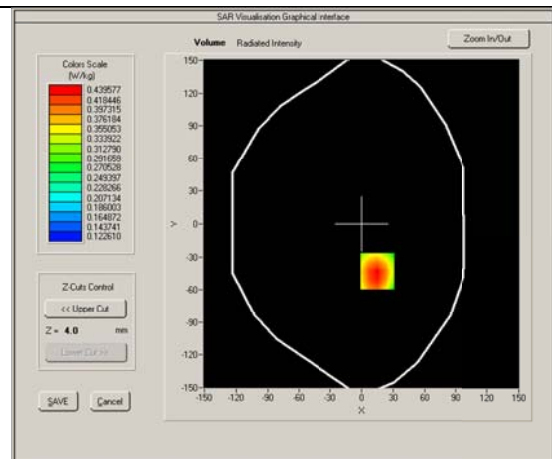 SAR Visualisation Graphical Interface
Volume Radiated Intensity
Zoom In/Out
Colors Scale
(W/kg)
0.439577
0.418446
0.397315
0.376184
0.355053
0.333922
0.312790
0.291659
0.270528
0.249397
0.228266
0.207134
0.186003
0.164872
0.143741
0.122610
Z-Cuts Control
<< Upper Cut
Z = 4.0 mm
Lower Cut >>
SAVE Cancel
150
120
90
60
30
0
-30
-60
-90
-120
-150
Y
-150 -120 -90 -60 -30 0 30 60 90 120 150
X